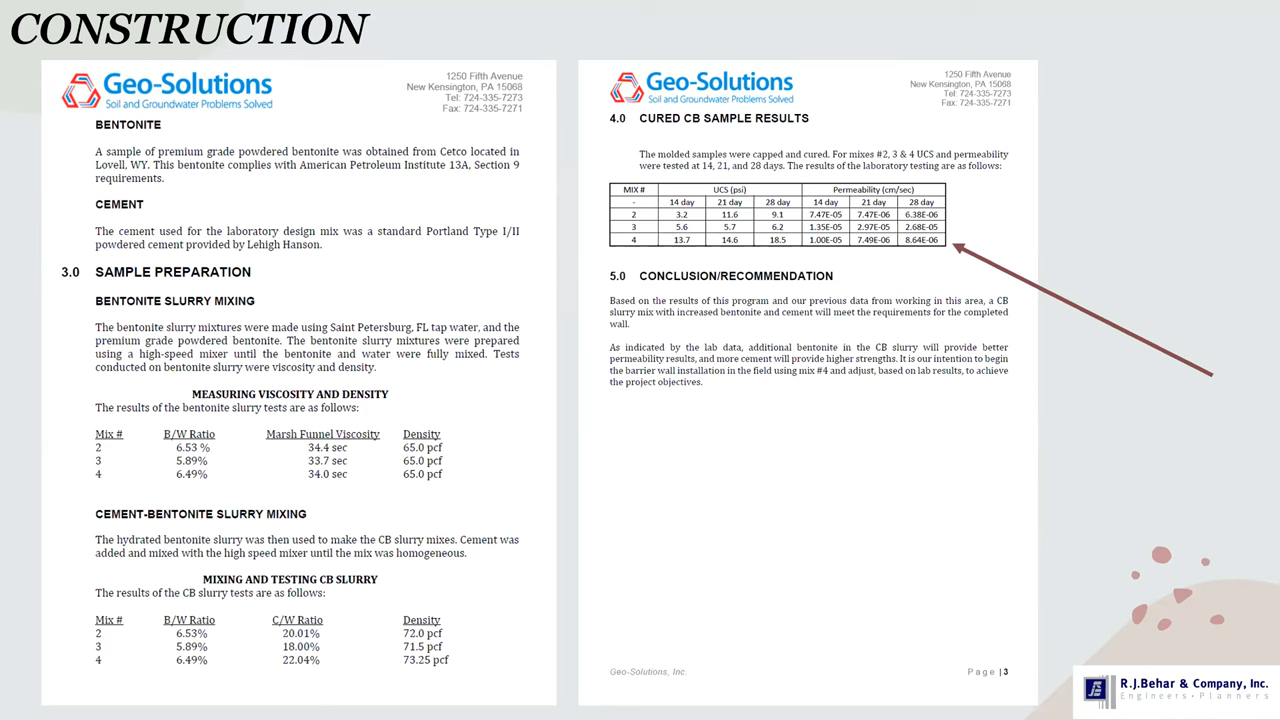 CONSTRUCTION
Geo-Solutions
Soil and Groundwater Problems Solved
1250 Fifth Avenue
New Kensington, PA 15068
Tel: 724-335-7273
Fax: 724-335-7271
BENTONITE
A sample of premium grade powdered bentonite was obtained from Cetco located in
Lovell, WY. This bentonite complies with American Petroleum Institute 13A, Section 9
requirements.
CEMENT
The cement used for the laboratory design mix was a standard Portland Type I/II
powdered cement provided by Lehigh Hanson.
3.0 SAMPLE PREPARATION
BENTONITE SLURRY MIXING
The bentonite slurry mixtures were made using Saint Petersburg, FL tap water, and the
premium grade powdered bentonite. The bentonite slurry mixtures were prepared
using a high-speed mixer until the bentonite and water were fully mixed. Tests
conducted on bentonite slurry were viscosity and density.
MEASURING VISCOSITY AND DENSITY
The results of the bentonite slurry tests are as follows:
Mix # B/W Ratio Marsh Funnel Viscosity Density
2 6.53 % 34.4 sec 65.0 pcf
3 5.89% 33.7 sec 65.0 pcf
4 6.49% 34.0 sec 65.0 pcf
CEMENT-BENTONITE SLURRY MIXING
The hydrated bentonite slurry was then used to make the CB slurry mixes. Cement was
added and mixed with the high speed mixer until the mix was homogeneous.
MIXING AND TESTING CB SLURRY
The results of the CB slurry tests are as follows:
Mix # B/W Ratio C/W Ratio Density
2 6.53% 20.01% 72.0 pcf
3 5.89% 18.00% 71.5 pcf
4 6.49% 22.04% 73.25 pcf
Geo-Solutions
Soil and Groundwater Problems Solved
1250 Fifth Avenue
New Kensington, PA 15068
Tel: 724-335-7273
Fax: 724-335-7271
4.0 CURED CB SAMPLE RESULTS
The molded samples were capped and cured. For mixes #2, 3 & 4 UCS and permeability
were tested at 14, 21, and 28 days. The results of the laboratory testing are as follows:
MIX # UCS (psi) Permeability (cm/sec)
- 14 day 21 day 28 day 14 day 21 day 28 day
2 3.2 11.6 9.1 7.47E-05 7.47E-06 6.38E-06
3 5.6 5.7 6.2 1.35E-05 2.97E-05 2.68E-05
4 13.7 14.6 18.5 1.00E-05 7.49E-06 8.64E-06
5.0 CONCLUSION/RECOMMENDATION
Based on the results of this program and our previous data from working in this area, a CB
slurry mix with increased bentonite and cement will meet the requirements for the completed
wall.
As indicated by the lab data, additional bentonite in the CB slurry will provide better
permeability results, and more cement will provide higher strengths. It is our intention to begin
the barrier wall installation in the field using mix #4 and adjust, based on lab results, to achieve
the project objectives.
Geo-Solutions, Inc.
Page | 3
R.J.Behar & Company, Inc.
Engineers • Planners